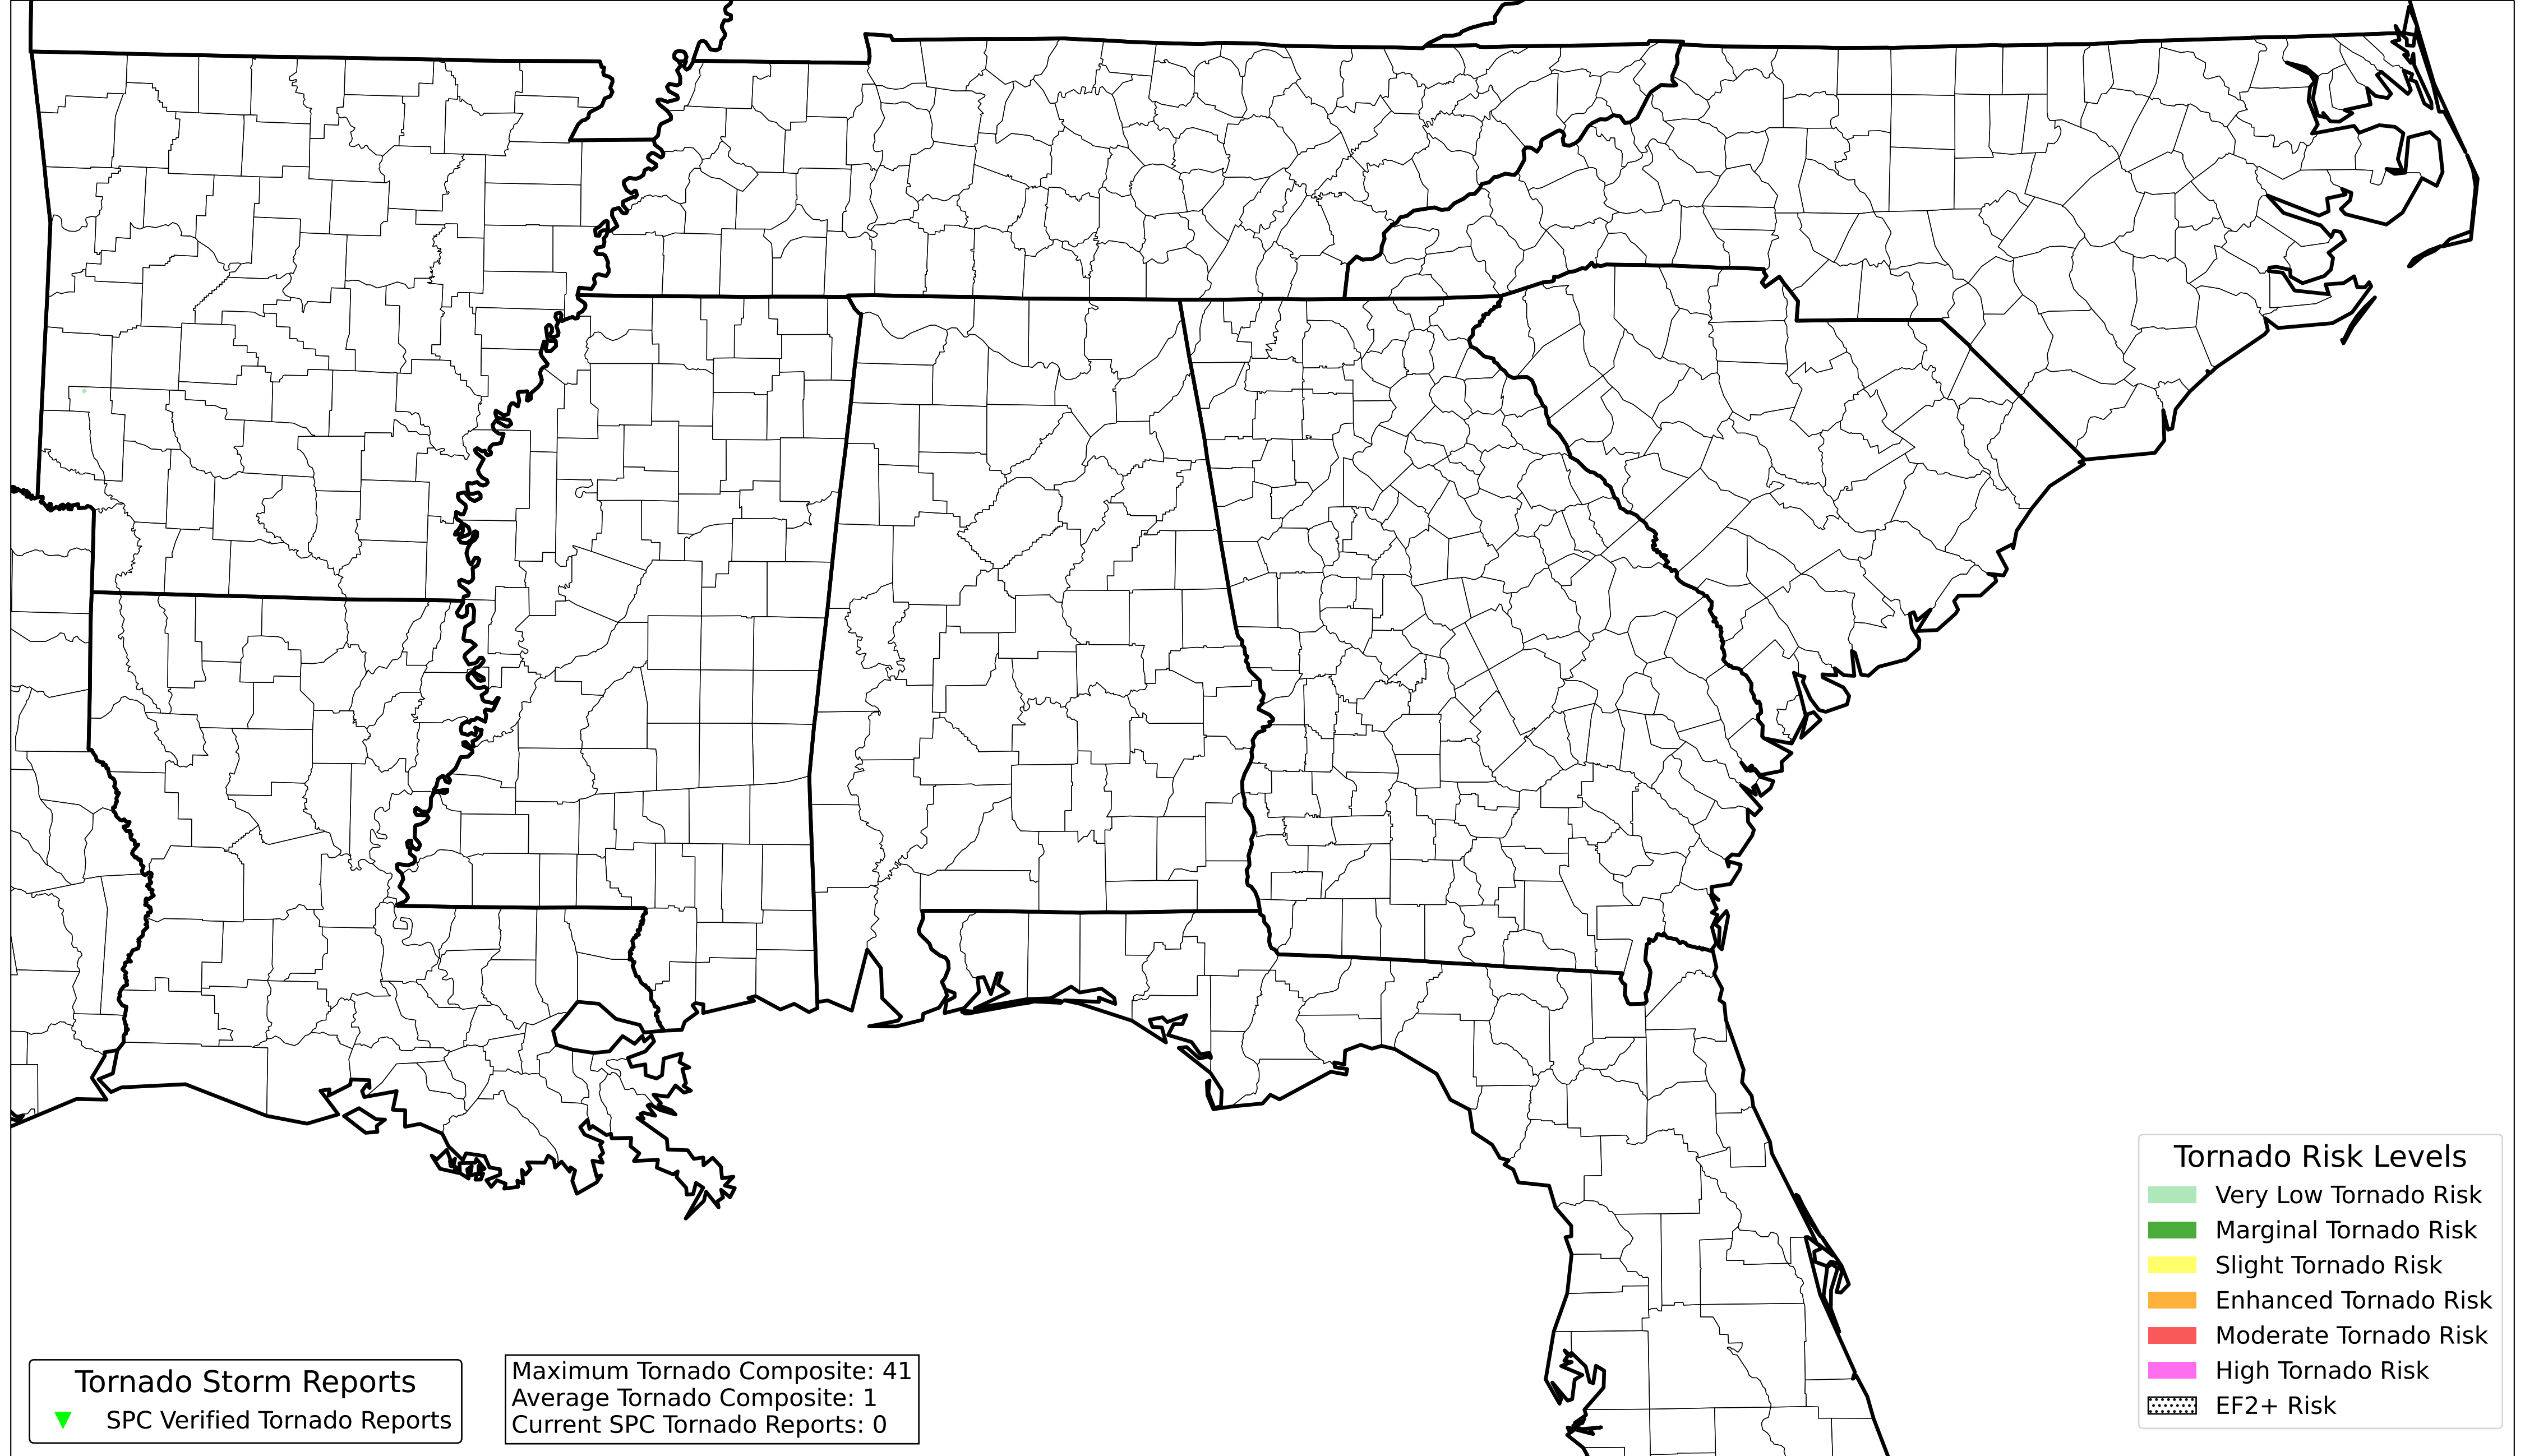 Tornado Risk Levels
Very Low Tornado Risk
Marginal Tornado Risk
Slight Tornado Risk
Enhanced Tornado Risk
Moderate Tornado Risk
High Tornado Risk
EF2+ Risk
Tornado Storm Reports
SPC Verified Tornado Reports
Maximum Tornado Composite: 41
Average Tornado Composite: 1
Current SPC Tornado Reports: 0